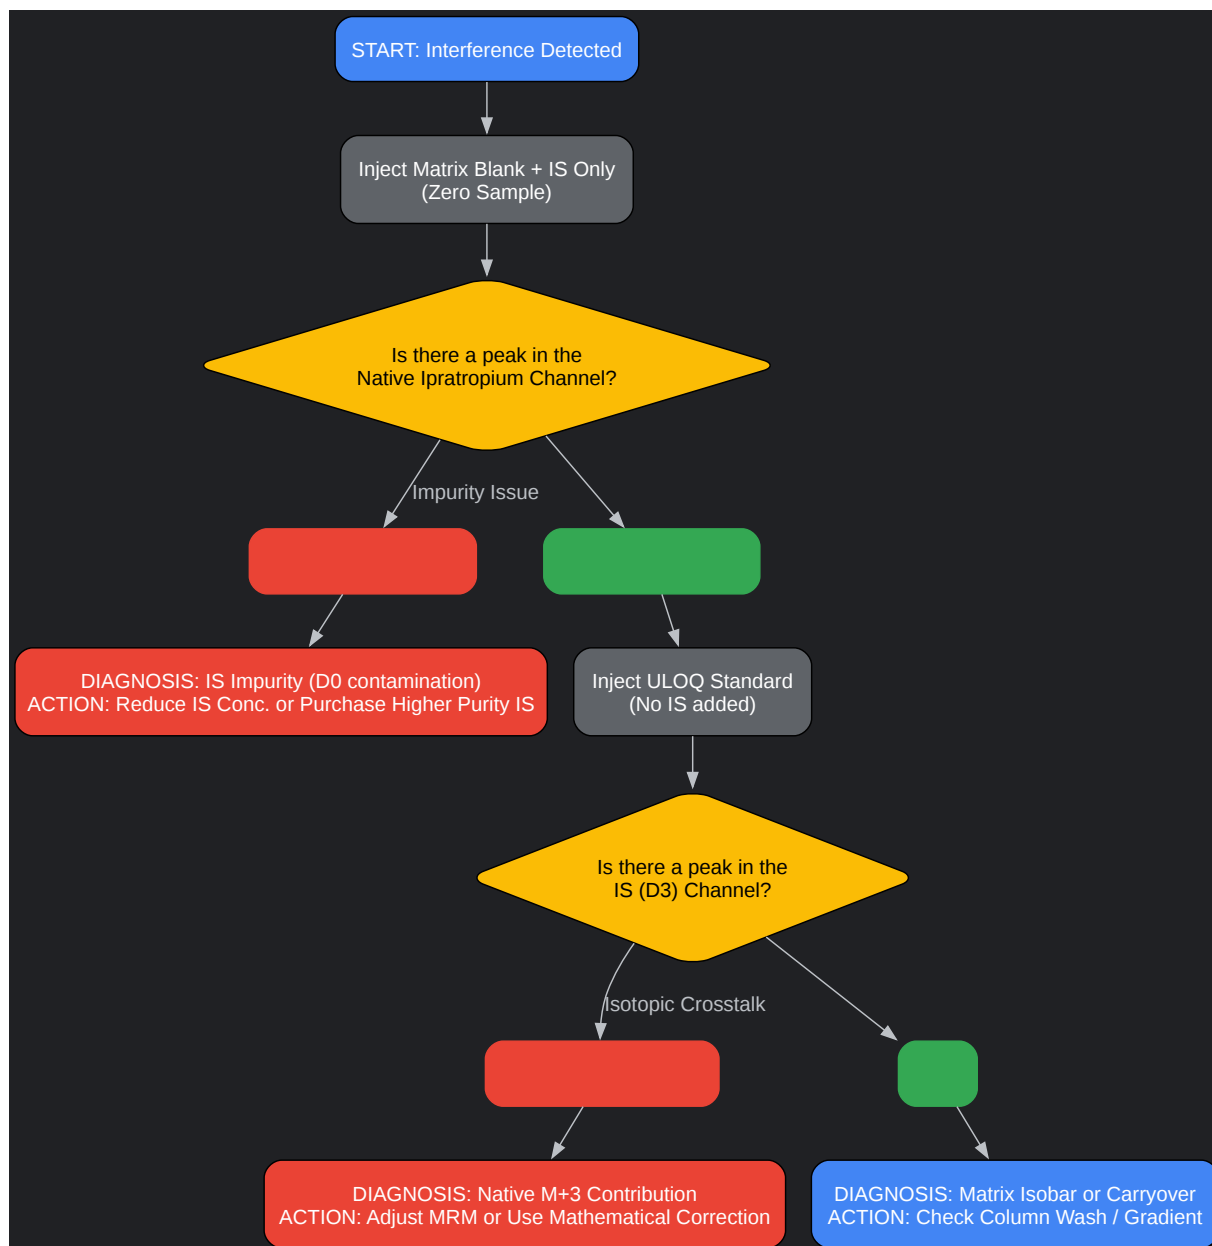 START: Interference Detected
Inject Matrix Blank + IS Only
(Zero Sample)
Is there a peak in the
Native Ipratropium Channel?
Impurity Issue
DIAGNOSIS: IS Impurity (D0 contamination)
ACTION: Reduce IS Conc. or Purchase Higher Purity IS
Inject ULOQ Standard
(No IS added)
Is there a peak in the
IS (D3) Channel?
Isotopic Crosstalk
DIAGNOSIS: Native M+3 Contribution
ACTION: Adjust MRM or Use Mathematical Correction
DIAGNOSIS: Matrix Isobar or Carryover
ACTION: Check Column Wash / Gradient